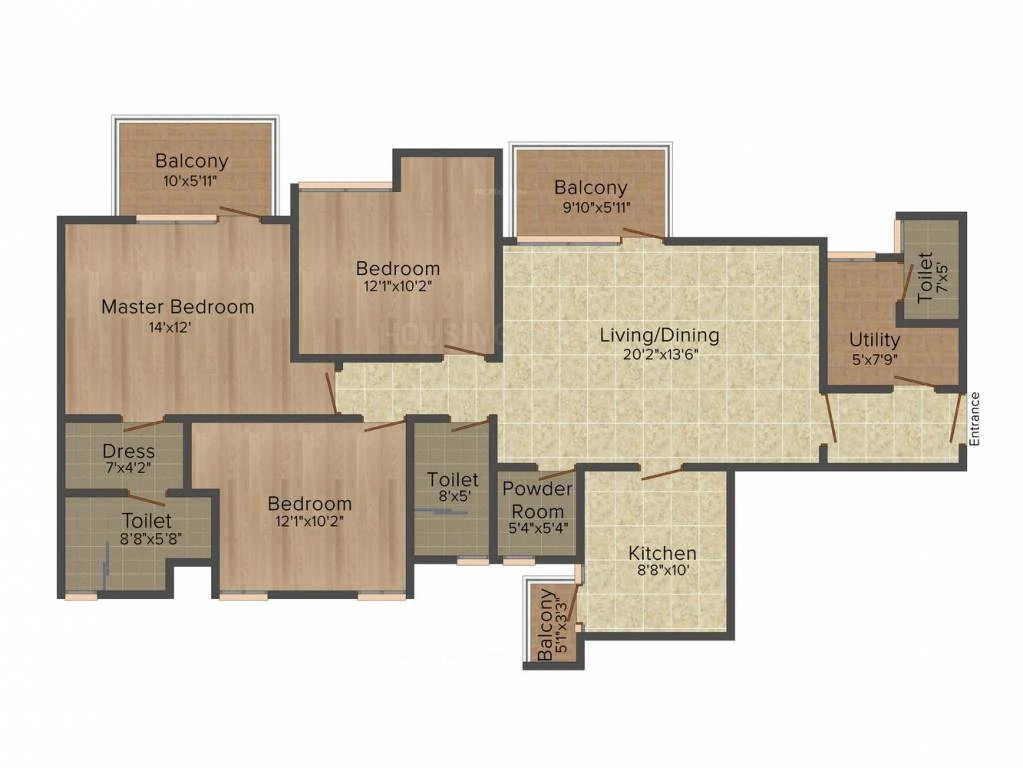 Balcony
10'x5'11"
Balcony
9'10"x5'11"
Bedroom
12'1"x10'2"
Master Bedroom
14'x12'
Living/Dining
20'2"x13'6"
Toilet
7'x5'
Utility
5'x7'9"
Entrance
Dress
7'x4'2"
Toilet
8'8"x5'8"
Bedroom
12'1"x10'2"
Toilet
8'x5'
Powder
Room
5'4"x5'4"
Kitchen
8'8"x10'
Balcony
5'1"x3'3"
HOUSING